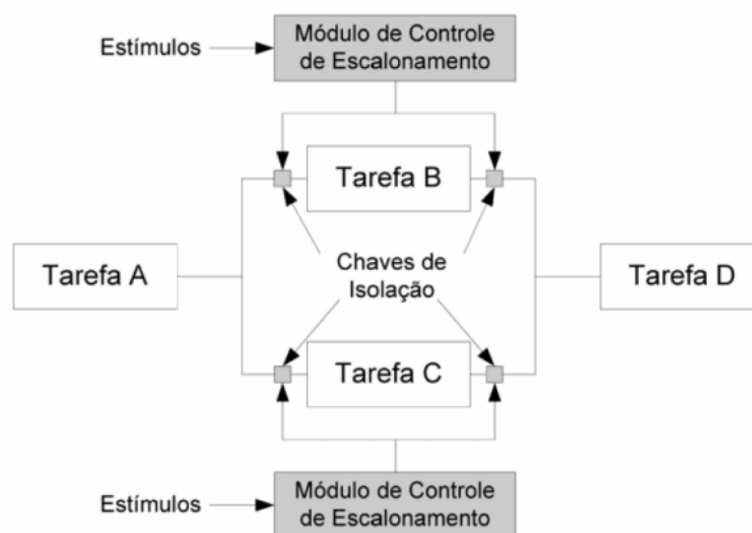 Estímulos
Módulo de Controle
de Escalonamento
Tarefa B
Tarefa A
Chaves de
Isolação
Tarefa D
Tarefa C
Estímulos
Módulo de Controle
de Escalonamento